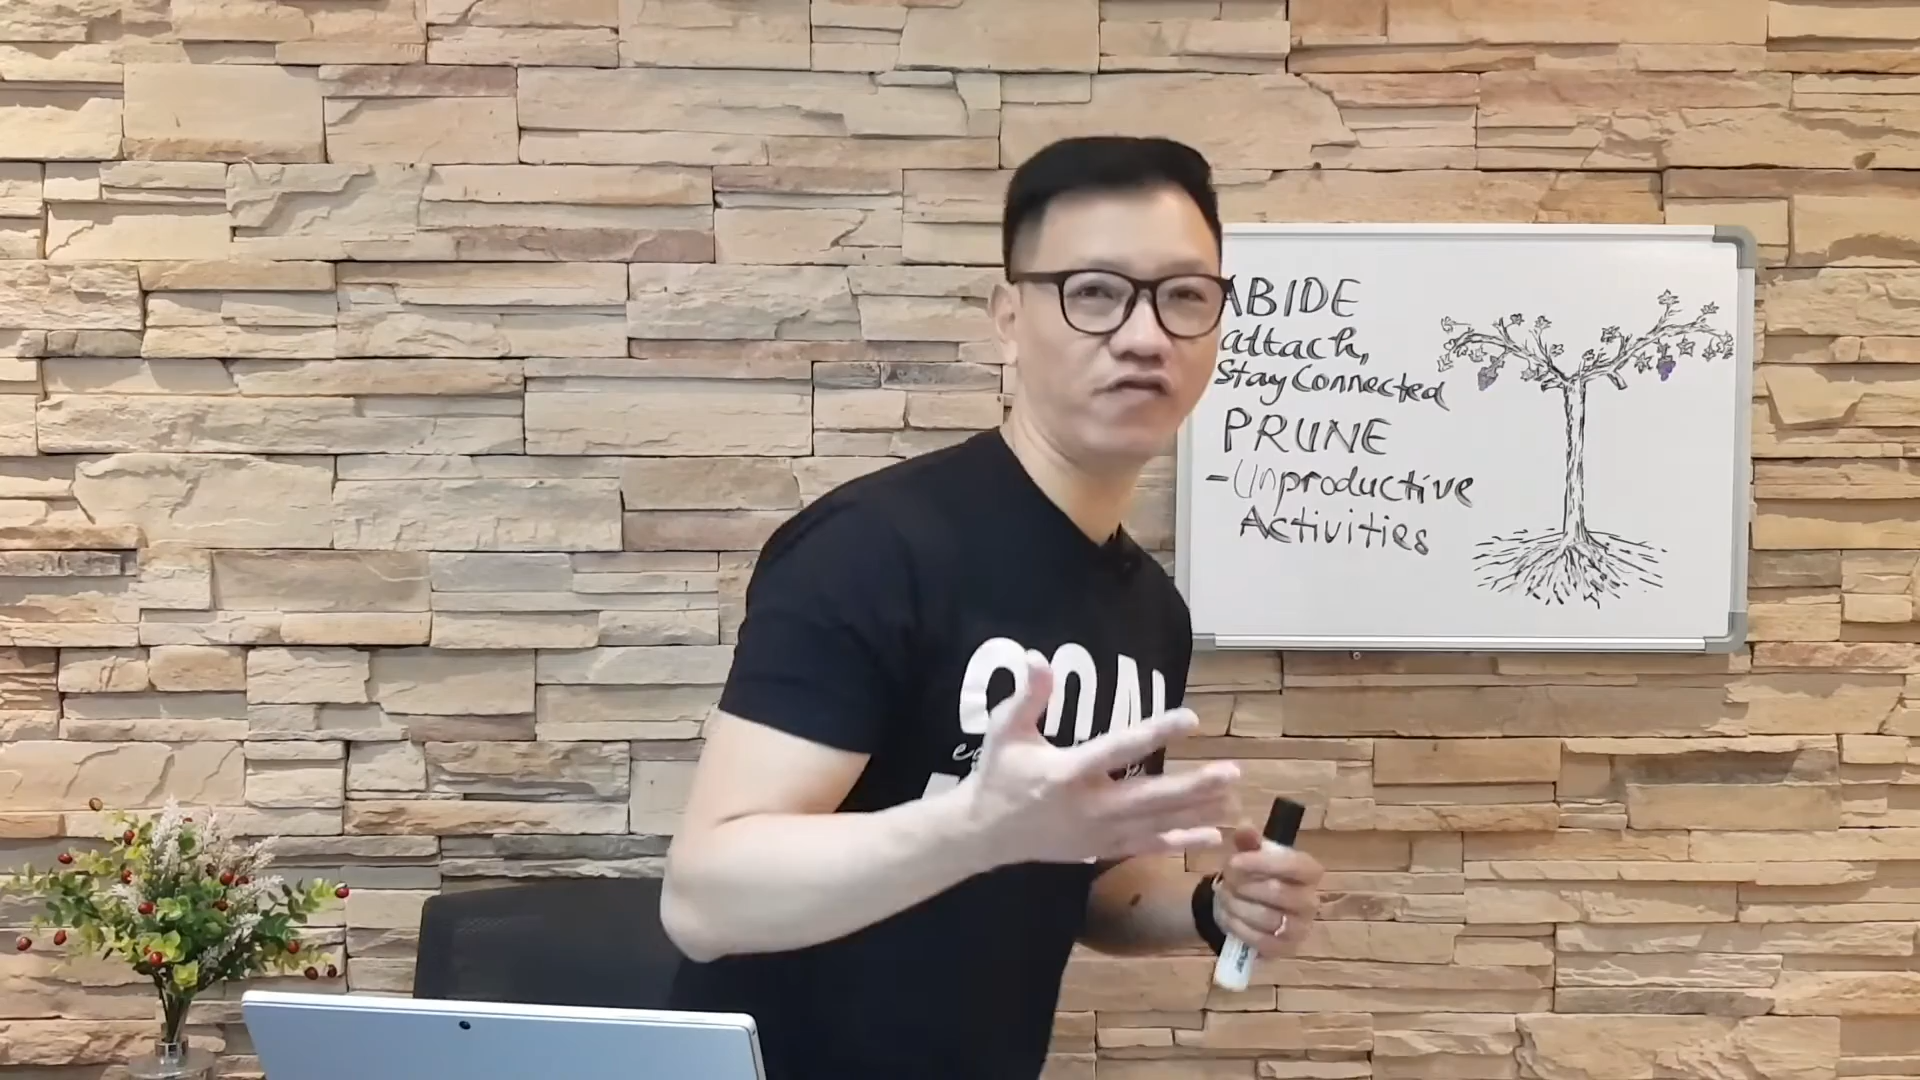 ABIDE
attach,
Stay Connected
PRUNE
- Unproductive
Activities